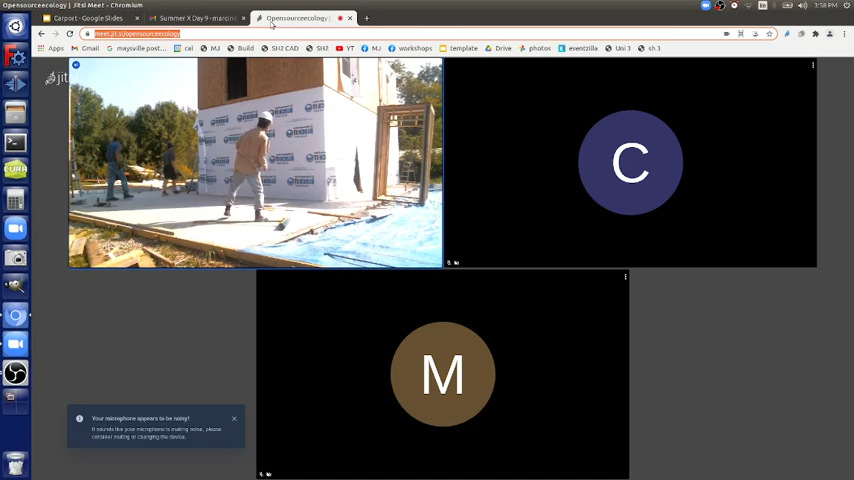 Opensourceecology | Jitsi Meet - Chromium
En
3:58 PM
Carport - Google Slides
Summer X Day 9 - marcin
Opensourceecology |
meet.jit.si/opensourceecology
Apps
Gmail
maysville post...
cal
MJ
Build
SH2 CAD
SH2
YT
MJ
workshops
template
Drive
photos
eventzilla
Uni 3
sh 3
jitsi
C
M
CURA
Your microphone appears to be noisy!
It sounds like your microphone is making noise, please
consider muting or changing the device.